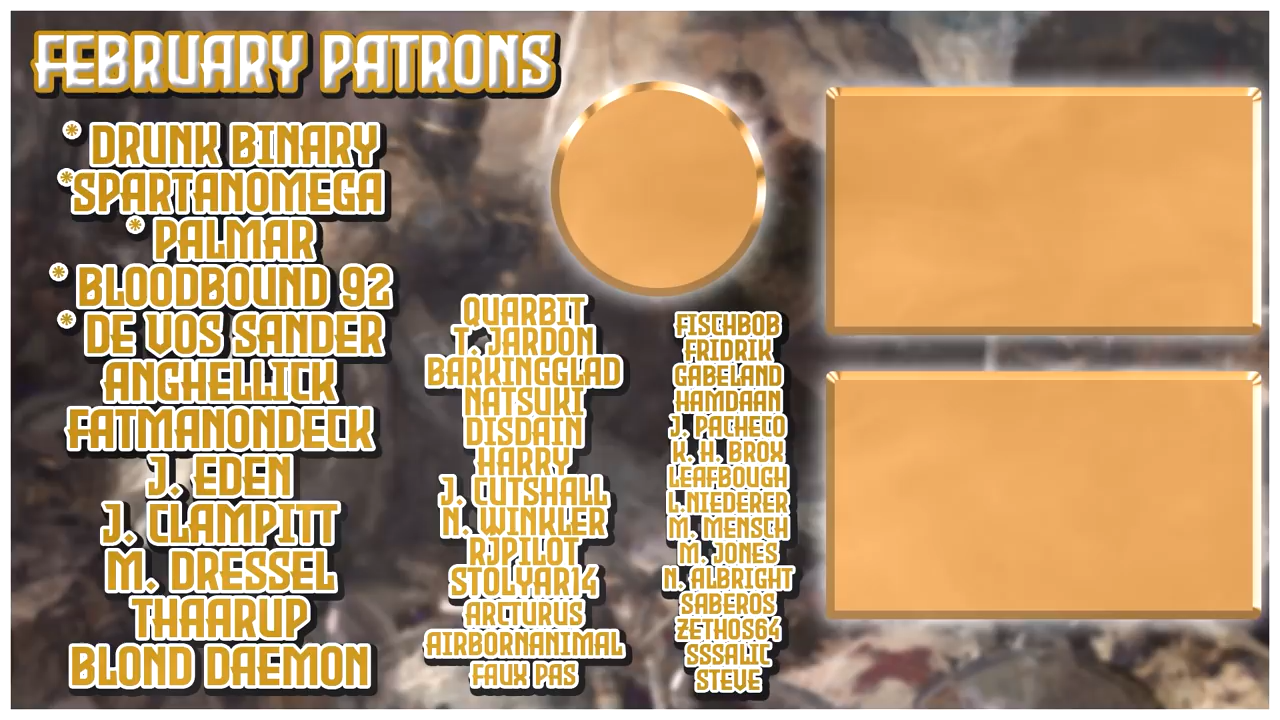 FEBRUARY PATRONS
* DRUNK BINARY
*SPARTANOMEGA
* PALMAR
* BLOODBOUND 92
* DE VOS SANDER
ANGHELLICK
FATMANONDECK
J. EDEN
J. CLAMPITT
M. DRESSEL
THAARUP
BLOND DAEMON
QUARBIT
T. JARDON
BARKINGGLAD
NATSUKI
DISDAIN
HARRY
J. CUTSHALL
N. WINKLER
RJPILOT
STOLYAR14
ARCTURUS
AIRBORNANIMAL
FAUX PAS
FISCHBOB
FRIDRIK
GABELAND
HAMDAAN
J. PACHECO
K. H. BROX
LEAFBOUGH
L.NIEDERER
M. MENSCH
M. JONES
N. ALBRIGHT
SABEROS
ZETHOS64
SSSALIC
STEVE